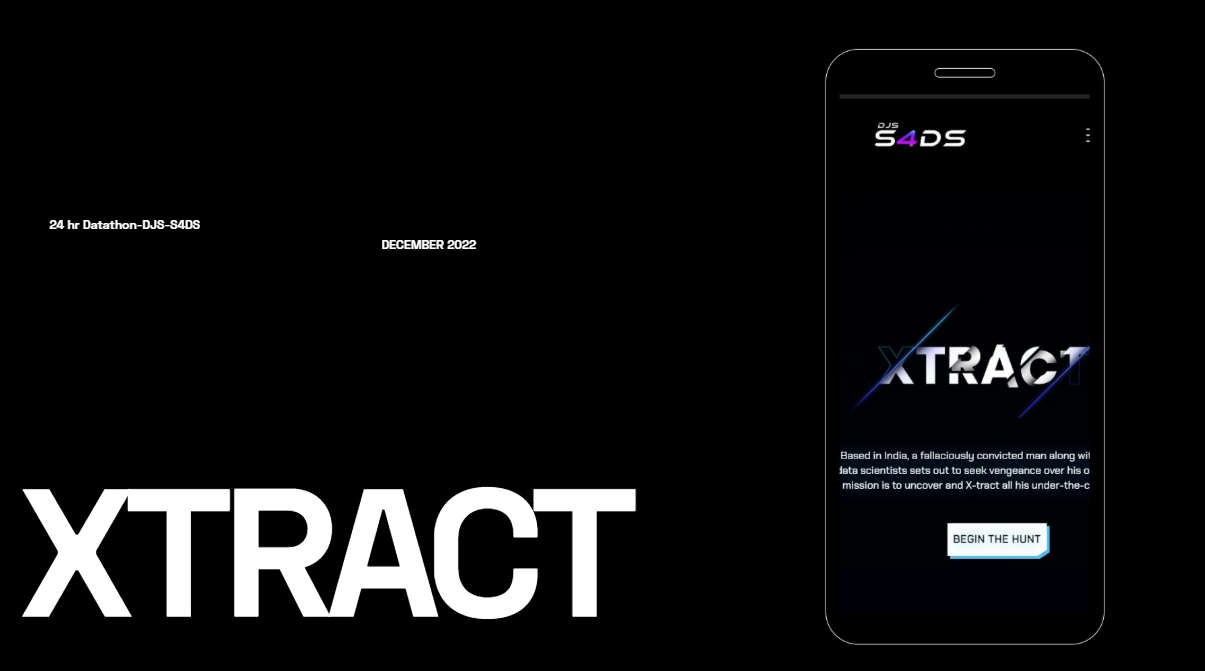 24 hr Datathon-DJS-S4DS
DECEMBER 2022
XTRACT
DJS
S4DS
XTRACT
Based in India, a fallaciously convicted man along wit
data scientists sets out to seek vengeance over his o
mission is to uncover and X-tract all his under-the-c
BEGIN THE HUNT